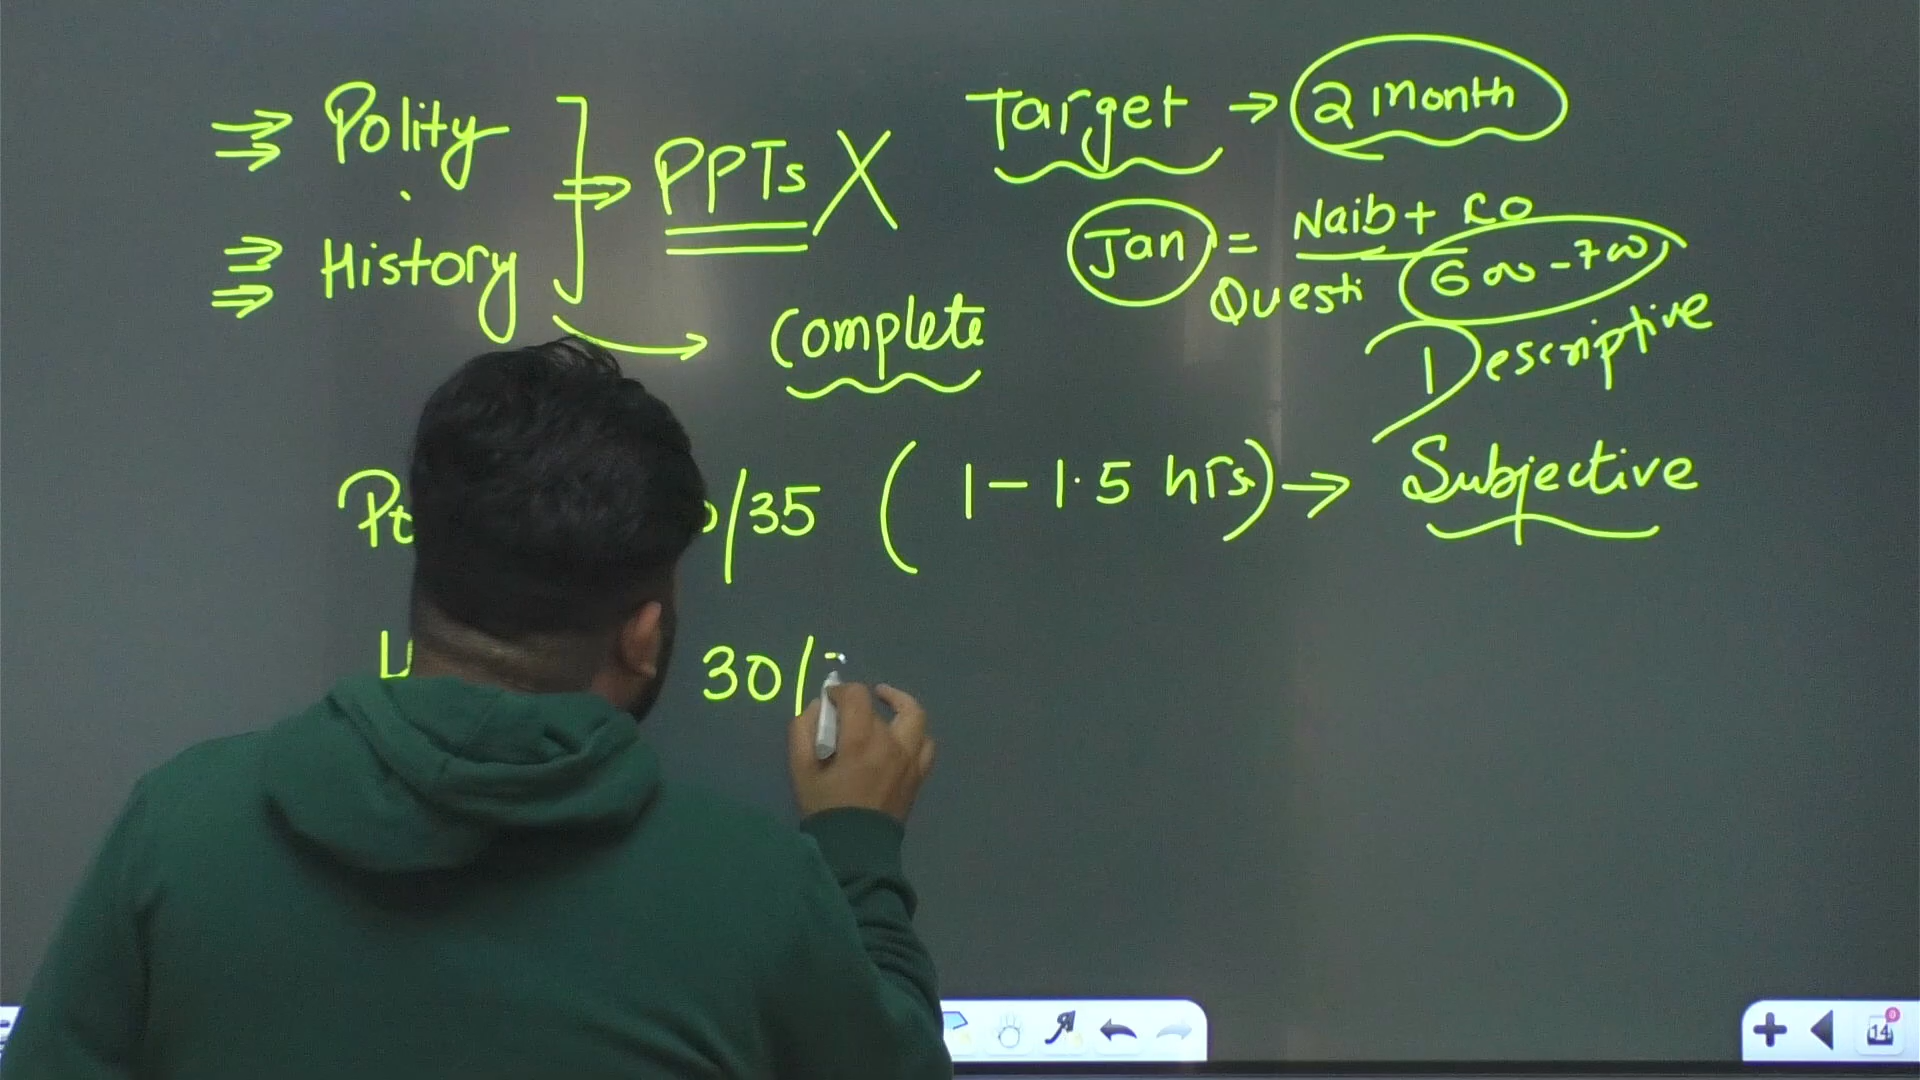 Polity
History
PPTs X
Complete
Target → 2 Month
Jan = Naib +
Questi 600-700
Descriptive
/35 ( 1-1.5 hrs) → Subjective
30/
14